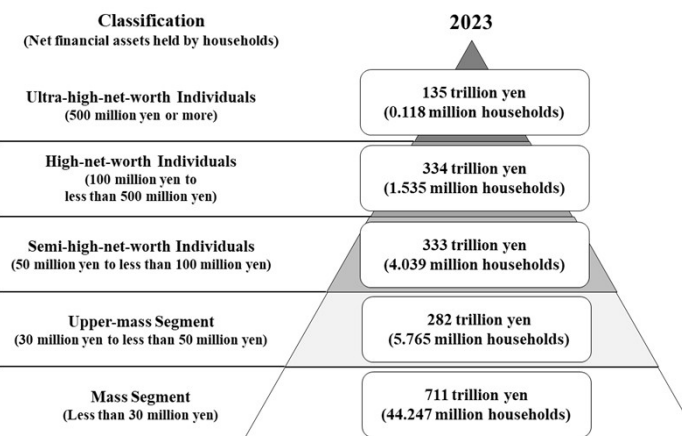 Classification
(Net financial assets held by households)
2023
Ultra-high-net-worth Individuals
(500 million yen or more)
135 trillion yen
(0.118 million households)
High-net-worth Individuals
(100 million yen to
less than 500 million yen)
334 trillion yen
(1.535 million households)
Semi-high-net-worth Individuals
(50 million yen to less than 100 million yen)
333 trillion yen
(4.039 million households)
Upper-mass Segment
(30 million yen to less than 50 million yen)
282 trillion yen
(5.765 million households)
Mass Segment
(Less than 30 million yen)
711 trillion yen
(44.247 million households)